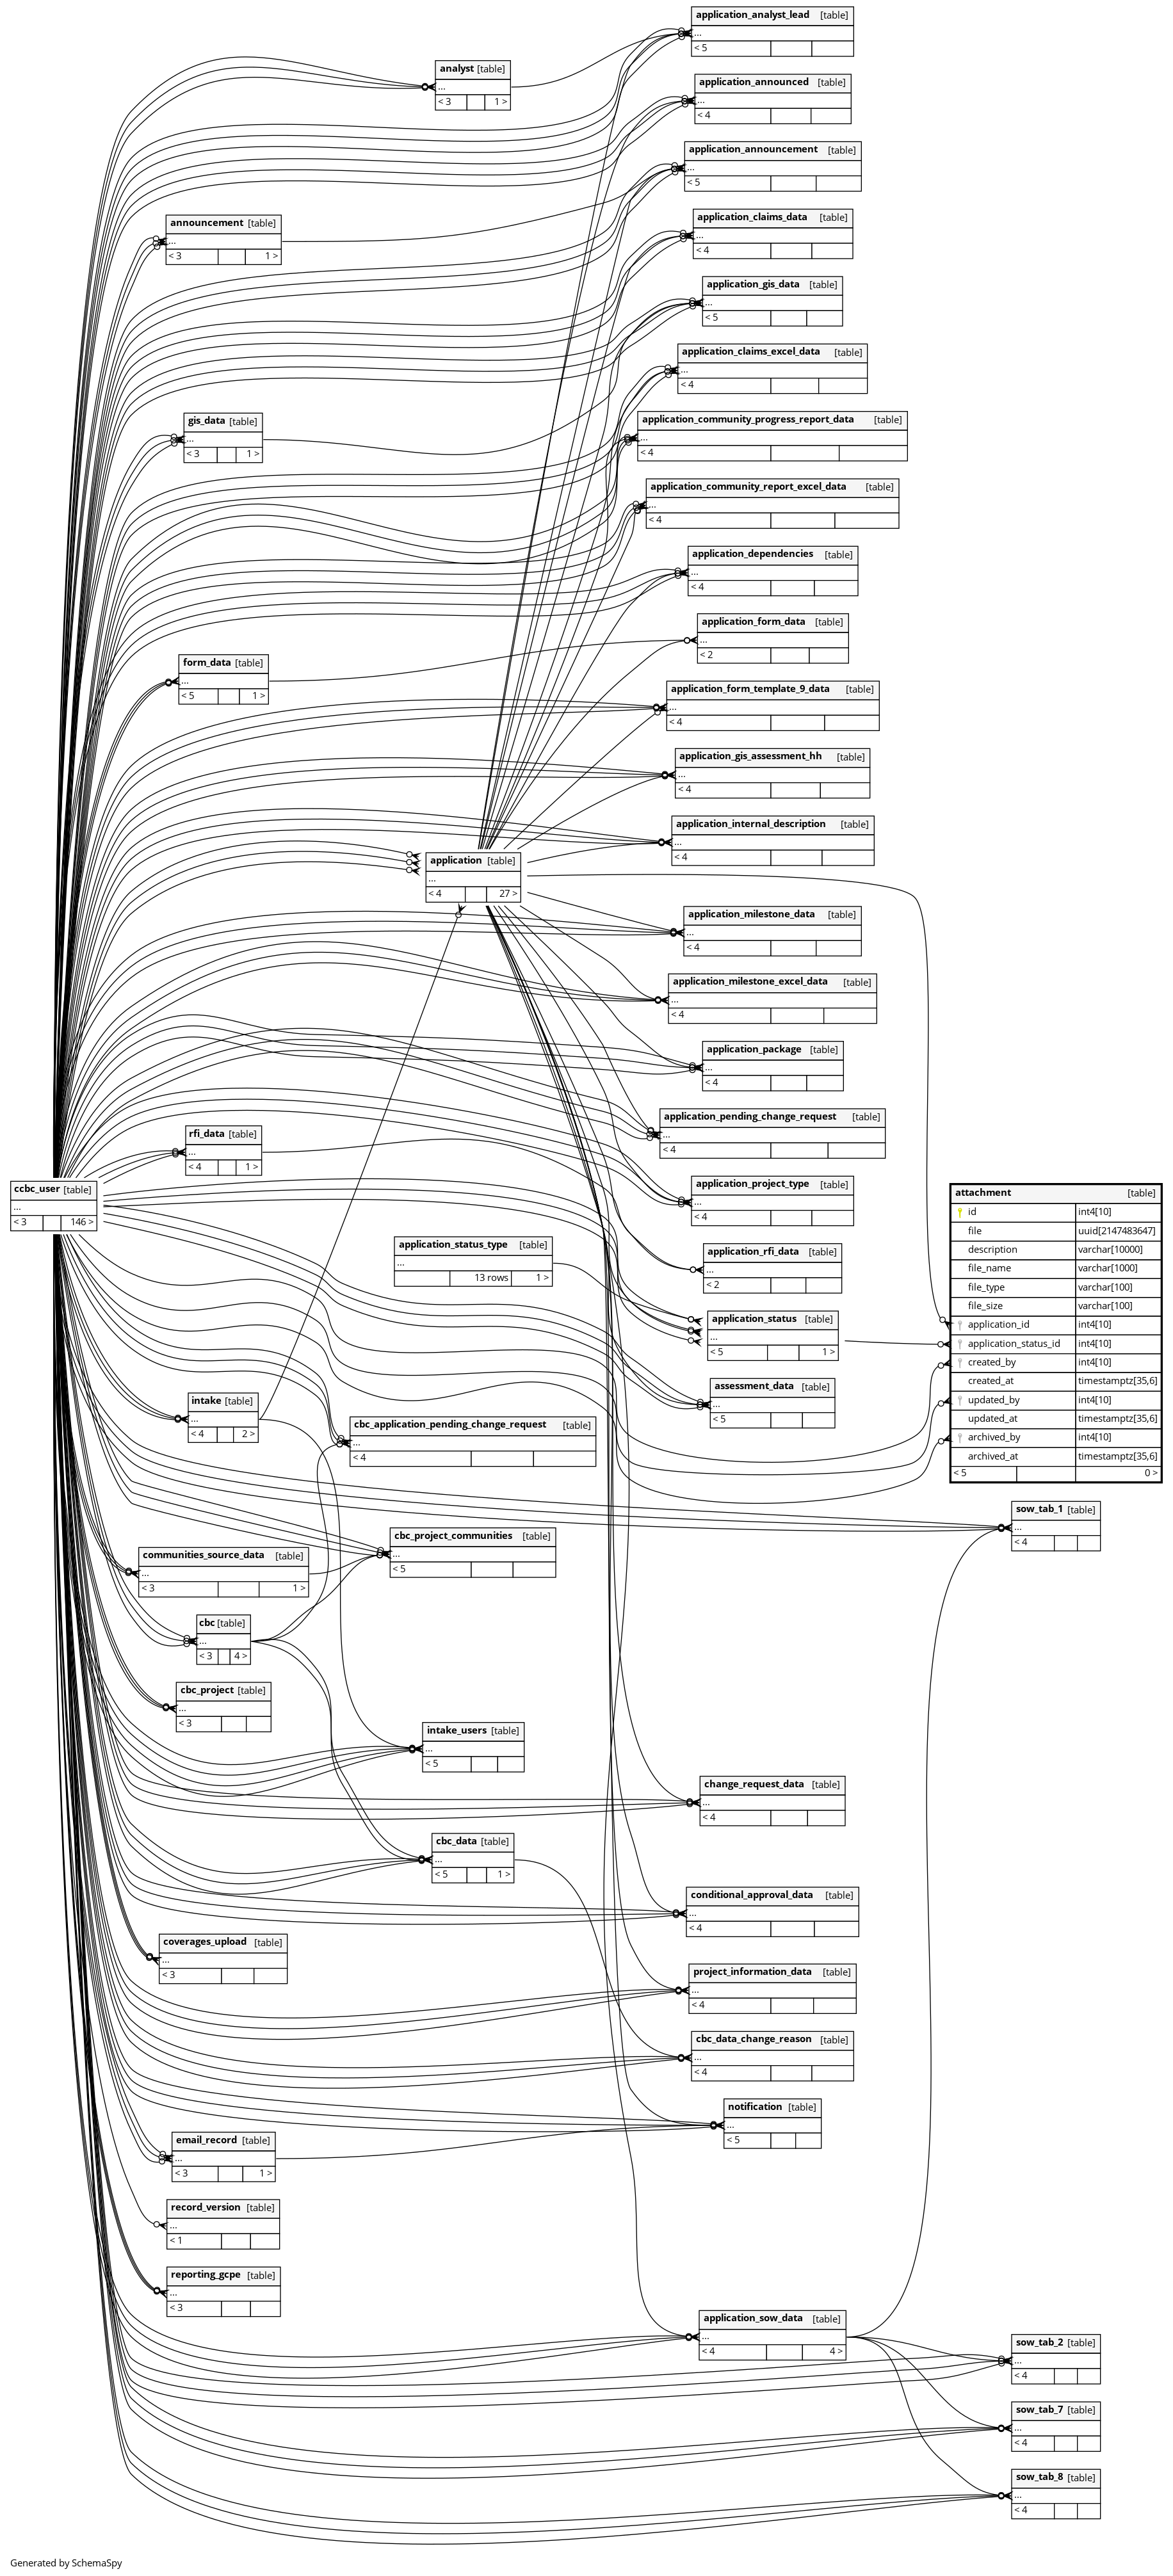 application_analyst_lead [table]
...
< 5
analyst [table]
...
< 3 1 >
application_announced [table]
...
< 4
application_announcement [table]
...
< 5
application_claims_data [table]
...
< 4
announcement [table]
...
< 3 1 >
application_gis_data [table]
...
< 5
application_claims_excel_data [table]
...
< 4
application_community_progress_report_data [table]
...
< 4
gis_data [table]
...
< 3 1 >
application_community_report_excel_data [table]
...
< 4
application_dependencies [table]
...
< 4
application_form_data [table]
...
< 2
form_data [table]
...
< 5 1 >
application_form_template_9_data [table]
...
< 4
application_gis_assessment_hh [table]
...
< 4
application_internal_description [table]
...
< 4
application [table]
...
< 4 27 >
application_milestone_data [table]
...
< 4
application_milestone_excel_data [table]
...
< 4
application_package [table]
...
< 4
application_pending_change_request [table]
...
< 4
rfi_data [table]
...
< 4 1 >
application_project_type [table]
...
< 4
ccbc_user [table]
...
< 3 146 >
attachment [table]
id int4[10]
file uuid[2147483647]
description varchar[10000]
file_name varchar[1000]
file_type varchar[100]
file_size varchar[100]
application_id int4[10]
application_status_id int4[10]
created_by int4[10]
created_at timestamptz[35,6]
updated_by int4[10]
updated_at timestamptz[35,6]
archived_by int4[10]
archived_at timestamptz[35,6]
< 5 0 >
application_status_type [table]
...
13 rows 1 >
application_rfi_data [table]
...
< 2
application_status [table]
...
< 5 1 >
assessment_data [table]
...
< 5
intake [table]
...
< 4 2 >
cbc_application_pending_change_request [table]
...
< 4
sow_tab_1 [table]
...
< 4
cbc_project_communities [table]
...
< 5
communities_source_data [table]
...
< 3 1 >
cbc [table]
...
< 3 4 >
cbc_project [table]
...
< 3
intake_users [table]
...
< 5
change_request_data [table]
...
< 4
cbc_data [table]
...
< 5 1 >
conditional_approval_data [table]
...
< 4
coverages_upload [table]
...
< 3
project_information_data [table]
...
< 4
cbc_data_change_reason [table]
...
< 4
notification [table]
...
< 5
email_record [table]
...
< 3 1 >
record_version [table]
...
< 1
reporting_gcpe [table]
...
< 3
application_sow_data [table]
...
< 4 4 >
sow_tab_2 [table]
...
< 4
sow_tab_7 [table]
...
< 4
sow_tab_8 [table]
...
< 4
Generated by SchemaSpy